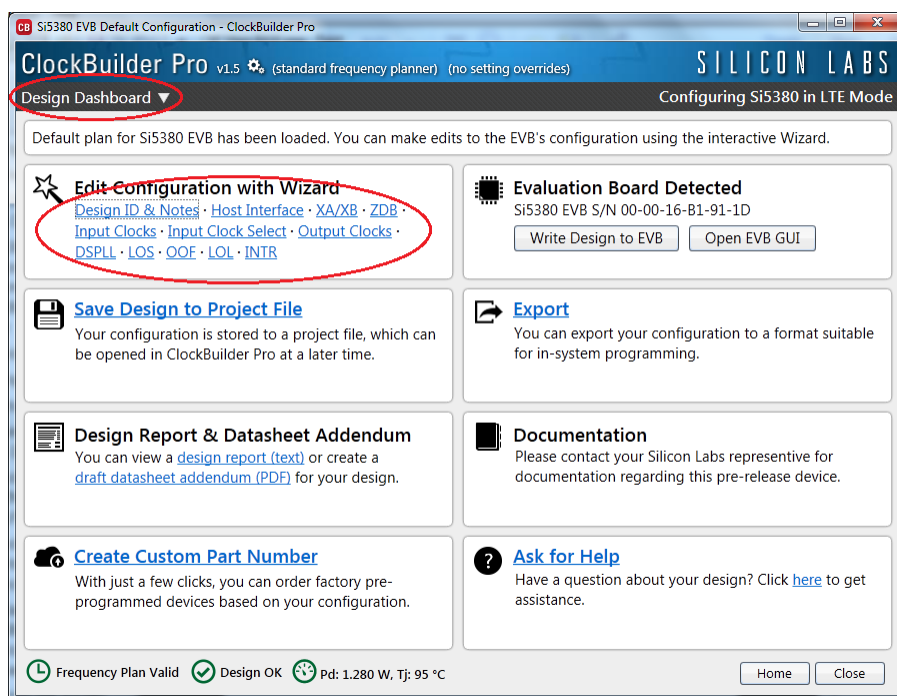 CB Si5380 EVB Default Configuration - ClockBuilder Pro
ClockBuilder Pro v1.5 (standard frequency planner) (no setting overrides)
SILICON LABS
Design Dashboard ▼
Configuring Si5380 in LTE Mode
Default plan for Si5380 EVB has been loaded. You can make edits to the EVB's configuration using the interactive Wizard.
Edit Configuration with Wizard
Design ID & Notes · Host Interface · XA/XB · ZDB ·
Input Clocks · Input Clock Select · Output Clocks ·
DSPLL · LOS · OOF · LOL · INTR
Evaluation Board Detected
Si5380 EVB S/N 00-00-16-B1-91-1D
Write Design to EVB
Open EVB GUI
Save Design to Project File
Your configuration is stored to a project file, which can
be opened in ClockBuilder Pro at a later time.
Export
You can export your configuration to a format suitable
for in-system programming.
Design Report & Datasheet Addendum
You can view a design report (text) or create a
draft datasheet addendum (PDF) for your design.
Documentation
Please contact your Silicon Labs representive for
documentation regarding this pre-release device.
Create Custom Part Number
With just a few clicks, you can order factory pre-
programmed devices based on your configuration.
? Ask for Help
Have a question about your design? Click here to get
assistance.
Frequency Plan Valid
Design OK
Pd: 1.280 W, Tj: 95 °C
Home
Close